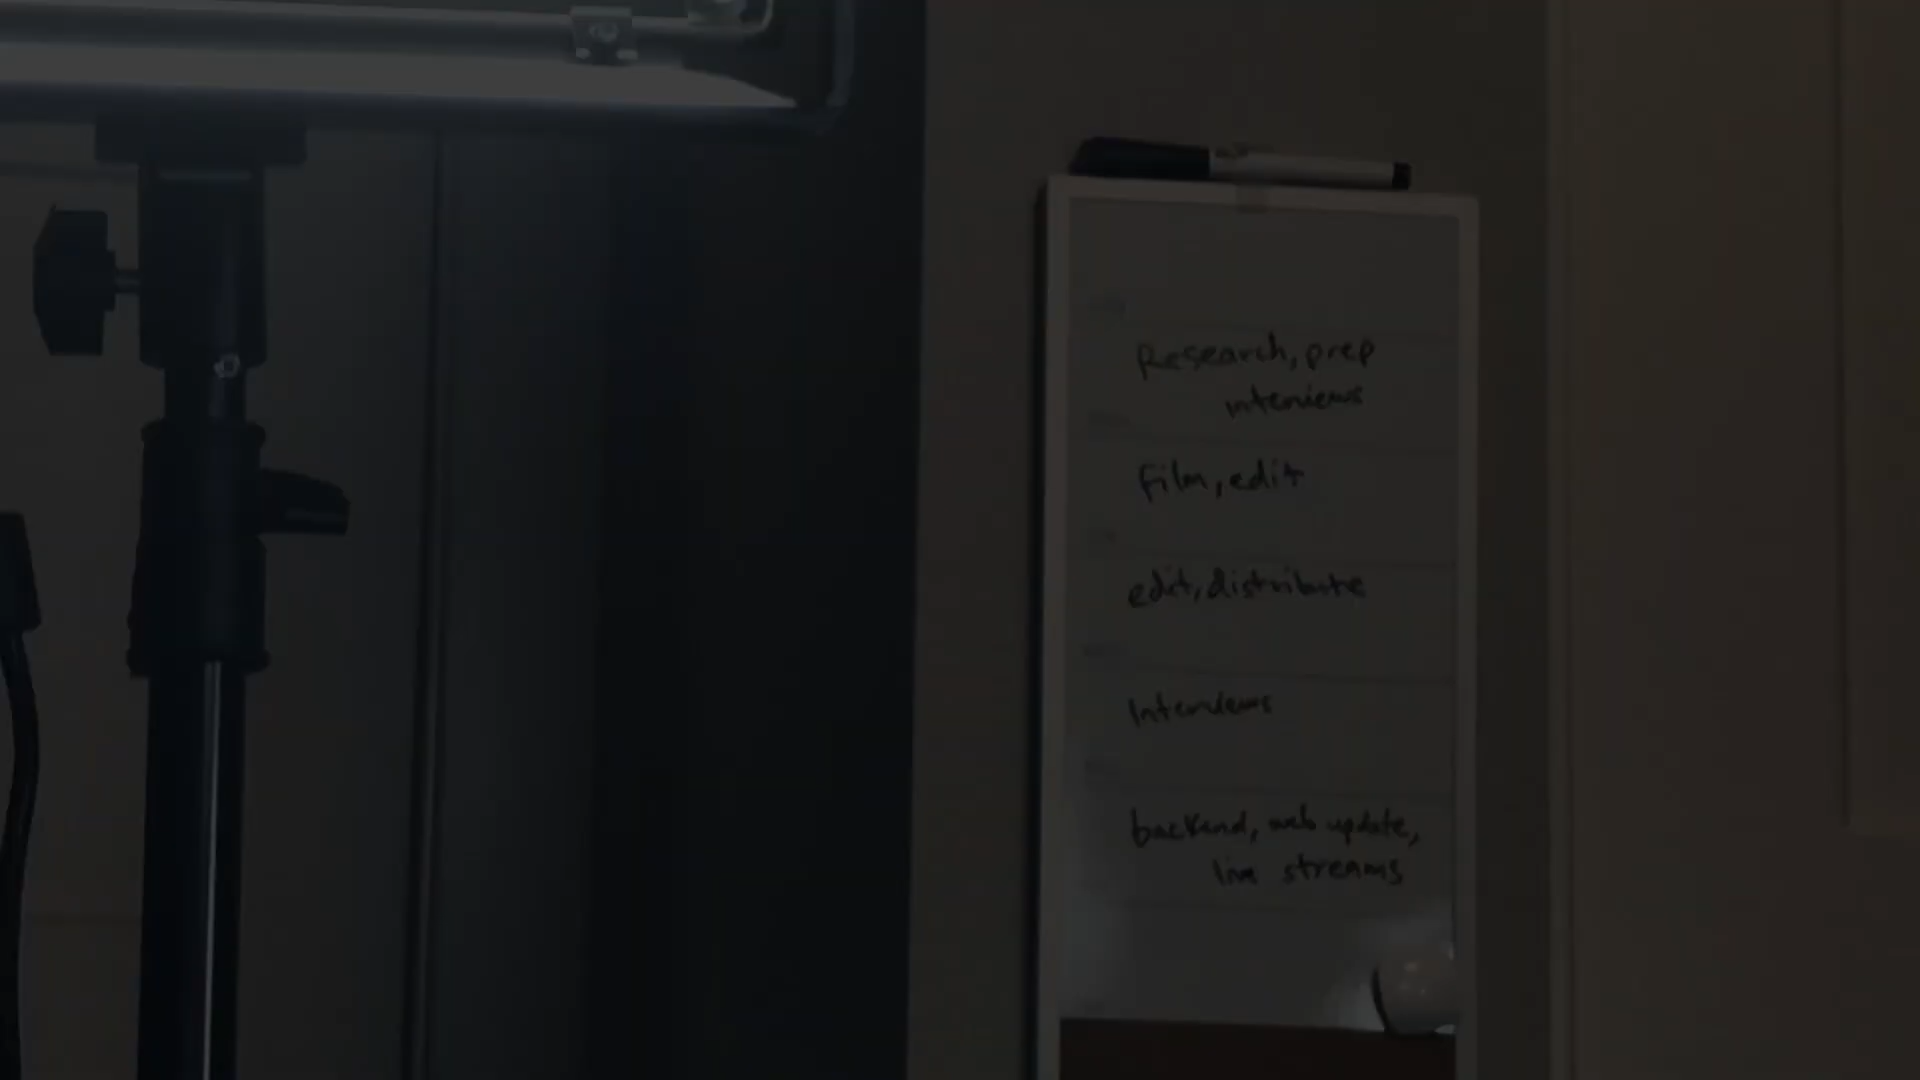 Research, prep
interviews
film, edit
edit, distribute
Interviews
backend, web update,
live streams